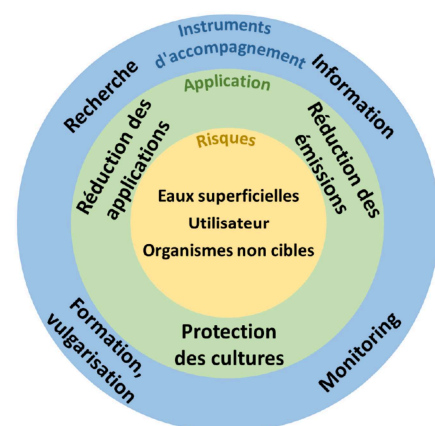 Instruments
d'accompagnement
Recherche
Information
Application
Réduction des
applications
Réduction des
émissions
Risques
Eaux superficielles
Utilisateur
Organismes non cibles
Protection
des cultures
Formation,
vulgarisation
Monitoring